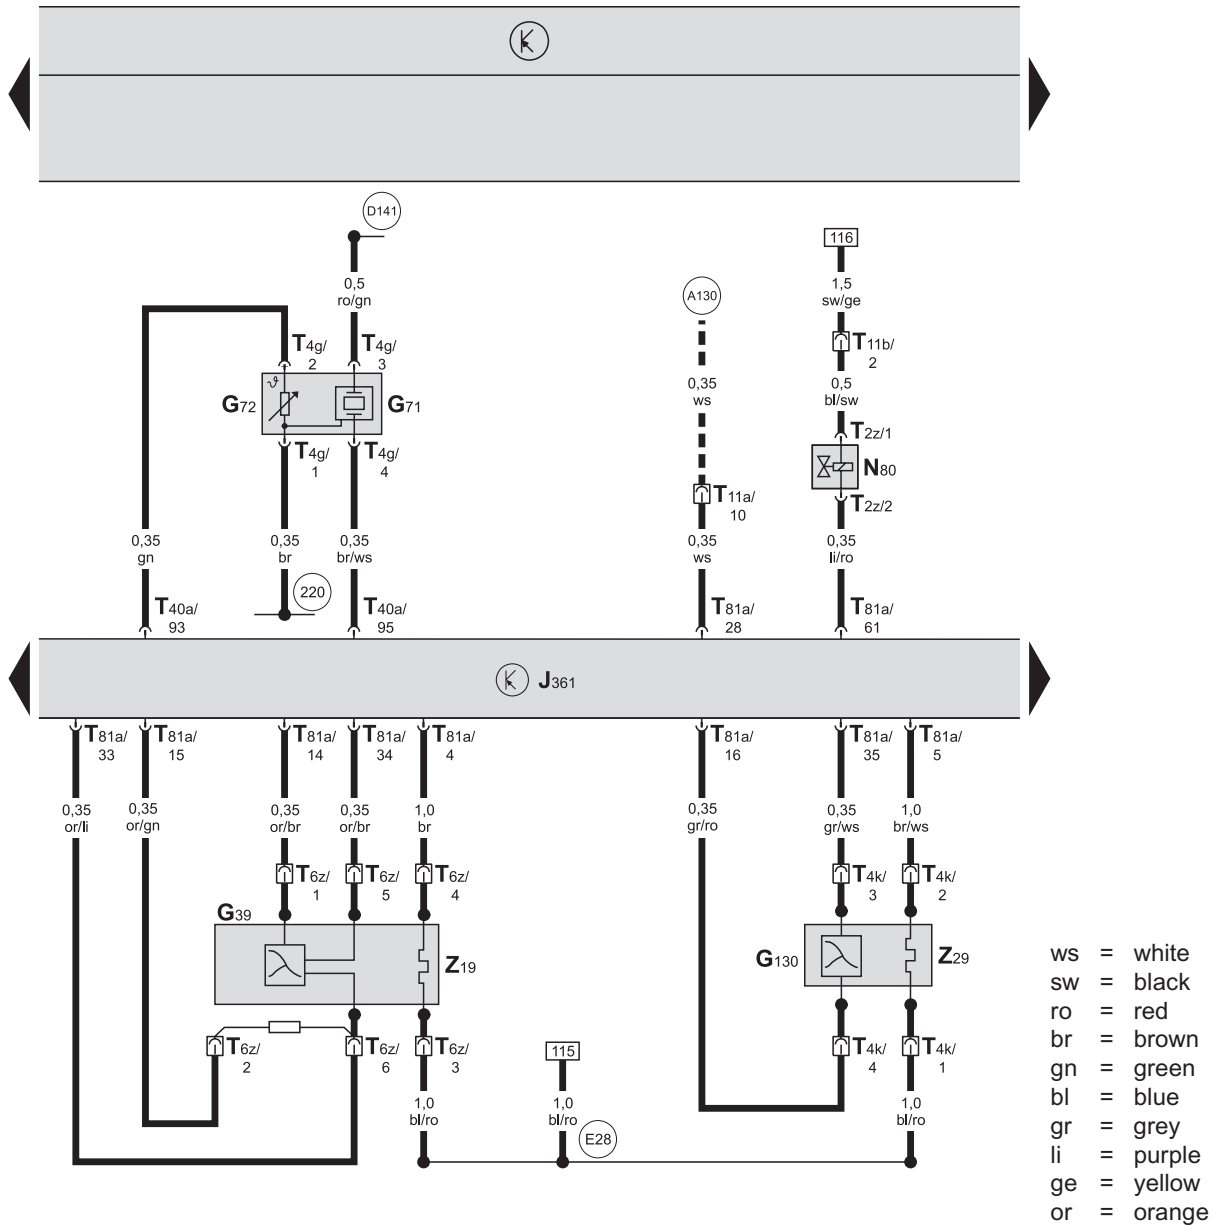 D141
116
0,5
ro/gn
A130
1,5
sw/ge
T4g/
2
T4g/
3
T11b/
2
0,35
ws
0,5
bl/sw
G72
G71
T2z/1
N80
T4g/
1
T4g/
4
T11a/
10
T2z/2
0,35
gn
0,35
br
0,35
br/ws
0,35
ws
0,35
li/ro
220
T40a/
93
T40a/
95
T81a/
28
T81a/
61
J361
T81a/
33
T81a/
15
T81a/
14
T81a/
34
T81a/
4
T81a/
16
T81a/
35
T81a/
5
0,35
or/li
0,35
or/gn
0,35
or/br
0,35
or/br
1,0
br
0,35
gr/ro
0,35
gr/ws
1,0
br/ws
T6z/
1
T6z/
5
T6z/
4
T4k/
3
T4k/
2
G39
Z19
G130
Z29
T6z/
2
T6z/
6
T6z/
3
115
T4k/
4
T4k/
1
1,0
bl/ro
1,0
bl/ro
1,0
bl/ro
E28
ws = white
sw = black
ro = red
br = brown
gn = green
bl = blue
gr = grey
li = purple
ge = yellow
or = orange